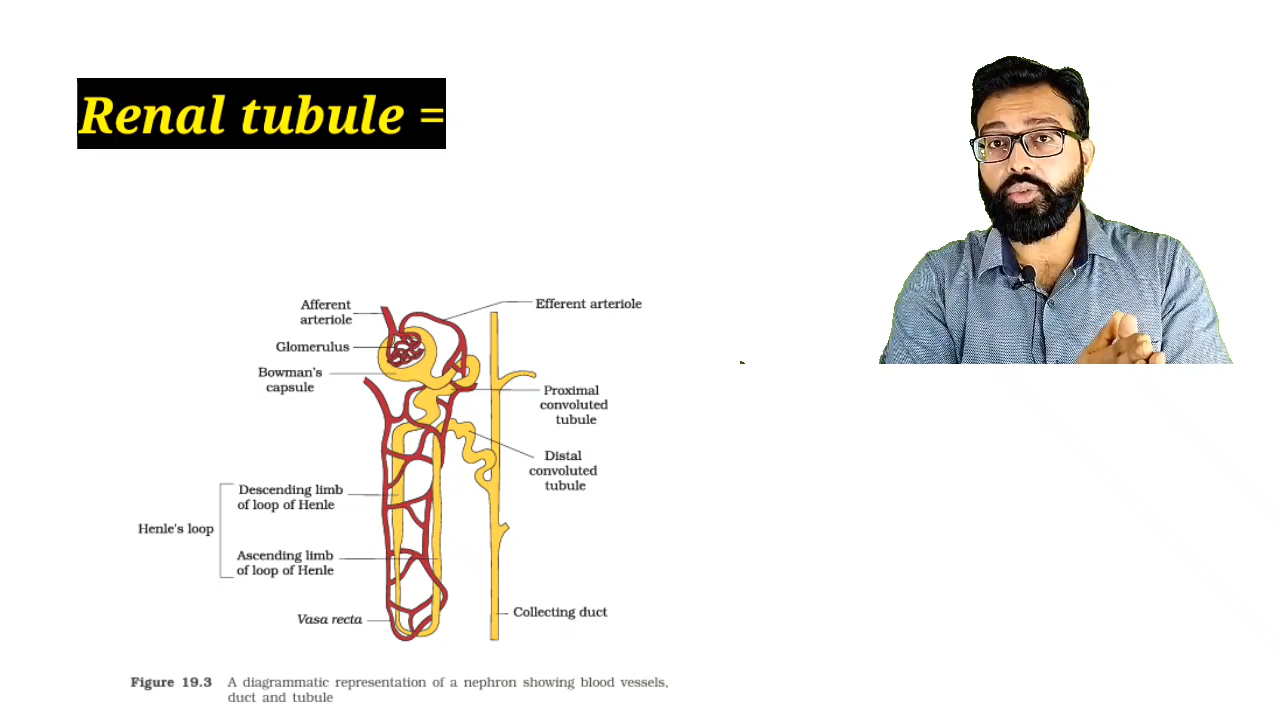 Renal tubule =
Afferent
arteriole
Efferent arteriole
Glomerulus
Bowman's
capsule
Proximal
convoluted
tubule
Distal
convoluted
tubule
Descending limb
of loop of Henle
Henle's loop
Ascending limb
of loop of Henle
Vasa recta
Collecting duct
Figure 19.3 A diagrammatic representation of a nephron showing blood vessels,
duct and tubule